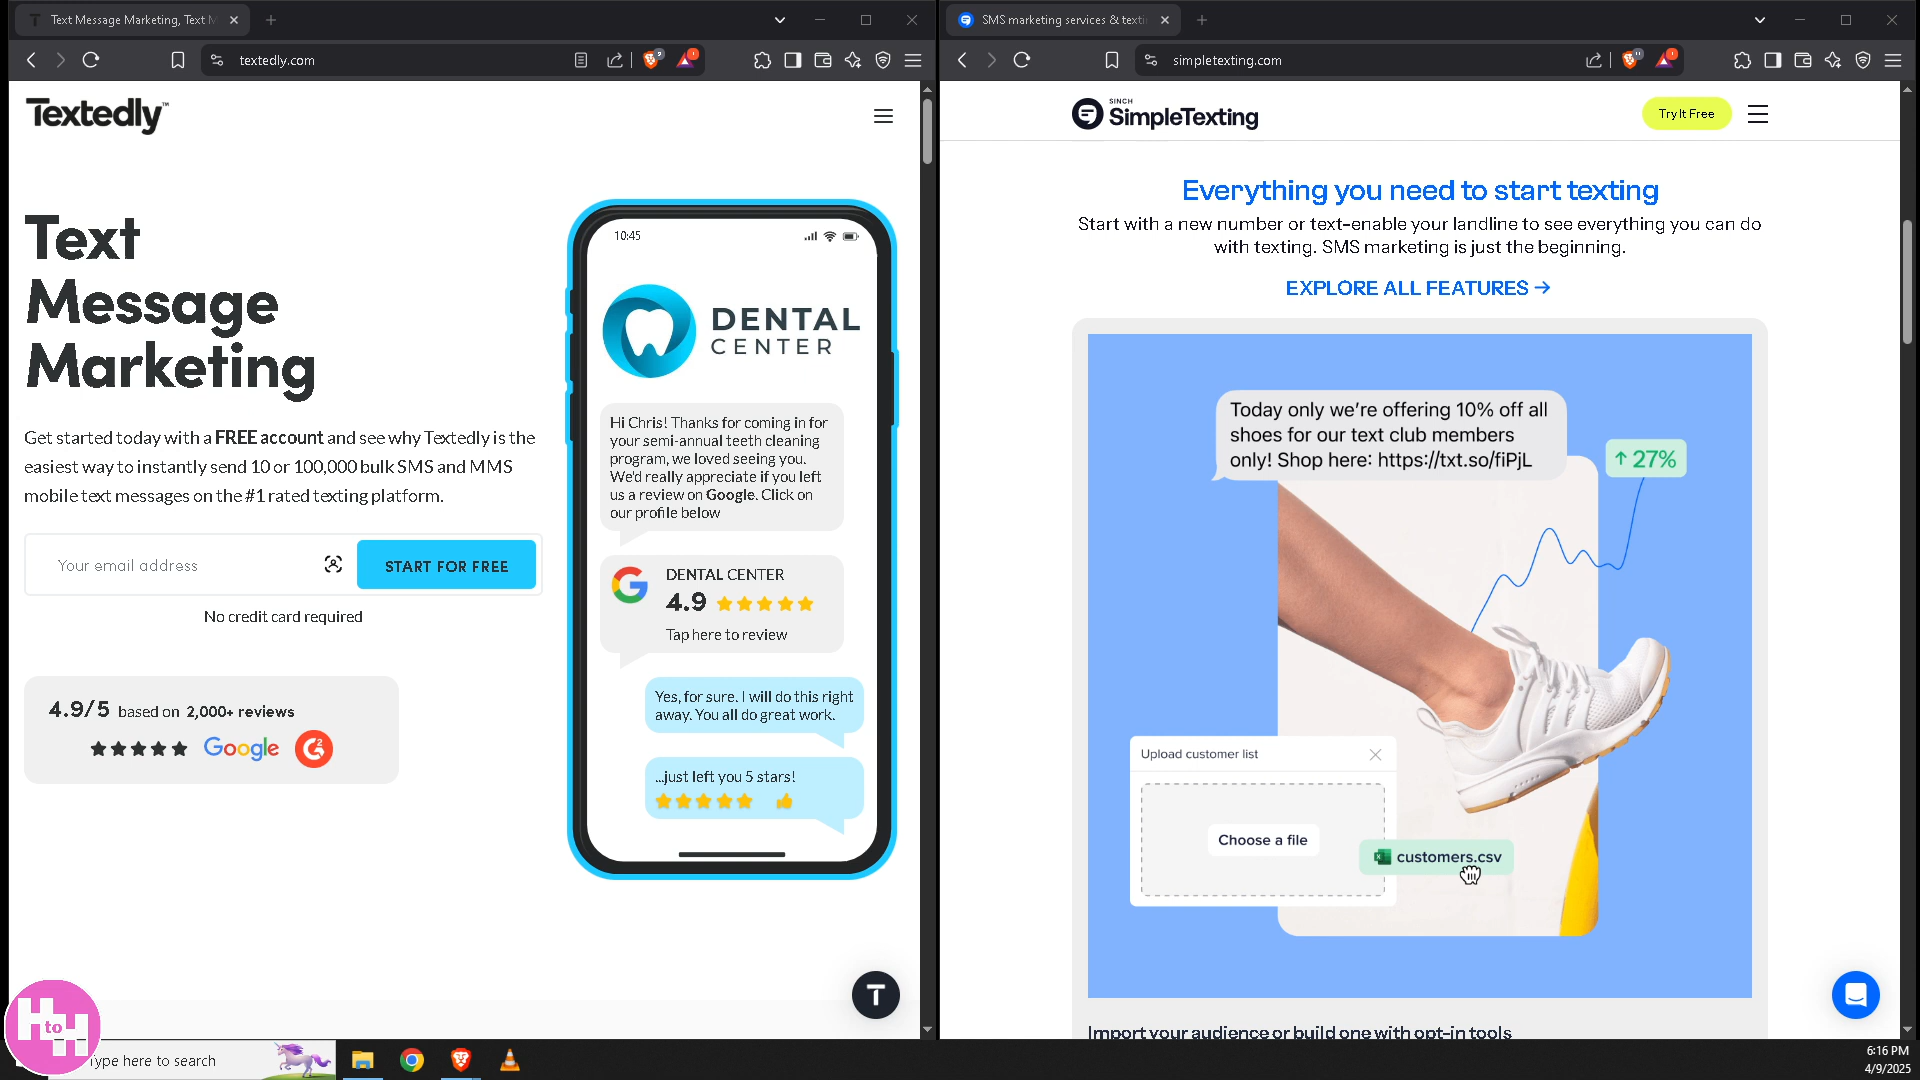 Text Message Marketing, Text M
textedly.com
Textedly™
Text
Message
Marketing
Get started today with a FREE account and see why Textedly is the
easiest way to instantly send 10 or 100,000 bulk SMS and MMS
mobile text messages on the #1 rated texting platform.
Your email address
START FOR FREE
No credit card required
4.9/5 based on 2,000+ reviews
Google
10:45
DENTAL
CENTER
Hi Chris! Thanks for coming in for
your semi-annual teeth cleaning
program, we loved seeing you.
We'd really appreciate if you left
us a review on Google. Click on
our profile below
DENTAL CENTER
4.9
Tap here to review
Yes, for sure. I will do this right
away. You all do great work.
...just left you 5 stars!
T
SMS marketing services & texti
simpletexting.com
SINCH
SimpleTexting
Try It Free
Everything you need to start texting
Start with a new number or text-enable your landline to see everything you can do
with texting. SMS marketing is just the beginning.
EXPLORE ALL FEATURES →
Today only we're offering 10% off all
shoes for our text club members
only! Shop here: https://txt.so/fiPjL
↑ 27%
Upload customer list
Choose a file
customers.csv
Import your audience or build one with opt-in tools
H to H
Type here to search
6:16 PM
4/9/2025